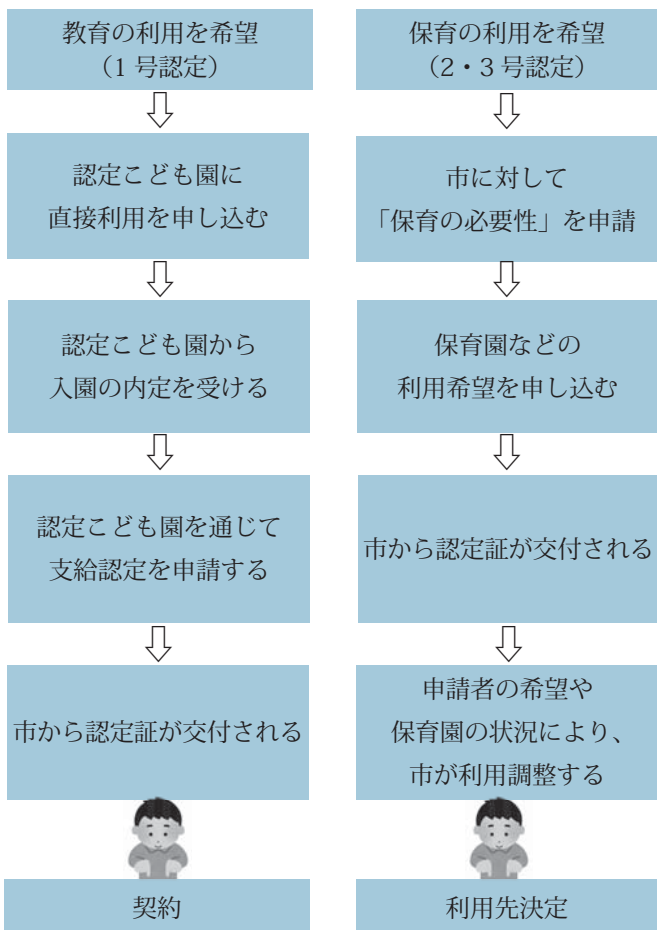 教育の利用を希望
（1 号認定）
認定こども園に
直接利用を申し込む
認定こども園から
入園の内定を受ける
認定こども園を通じて
支給認定を申請する
市から認定証が交付される
契約
保育の利用を希望
（2・3 号認定）
市に対して
「保育の必要性」を申請
保育園などの
利用希望を申し込む
市から認定証が交付される
申請者の希望や
保育園の状況により、
市が利用調整する
利用先決定